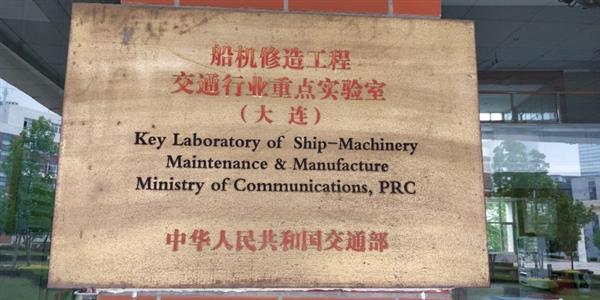 船机修造工程
交通行业重点实验室
（大连）
Key Laboratory of Ship-Machinery
Maintenance & Manufacture
Ministry of Communications, PRC
中华人民共和国交通部